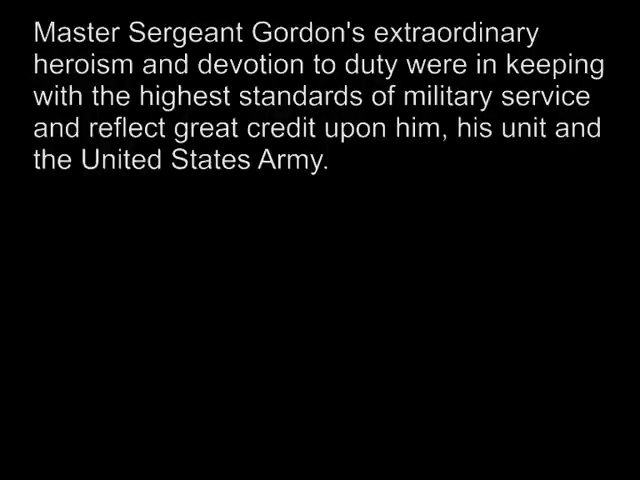 Master Sergeant Gordon's extraordinary
heroism and devotion to duty were in keeping
with the highest standards of military service
and reflect great credit upon him, his unit and
the United States Army.